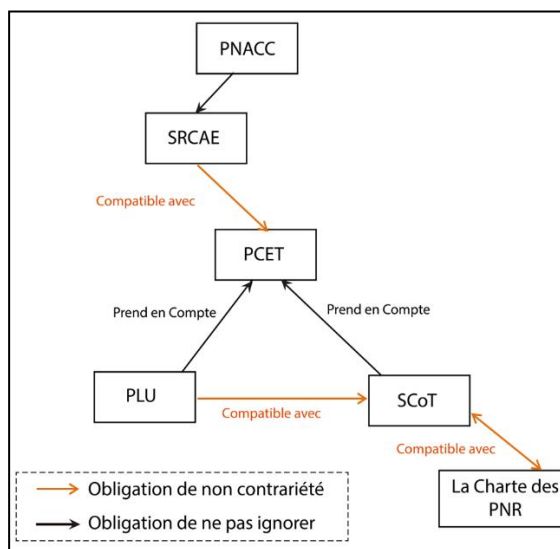 PNACC
SRCAE
Compatible avec
PCET
Prend en Compte
Prend en Compte
PLU
Compatible avec
SCoT
Compatible avec
La Charte des
PNR
Obligation de non contrariété
Obligation de ne pas ignorer